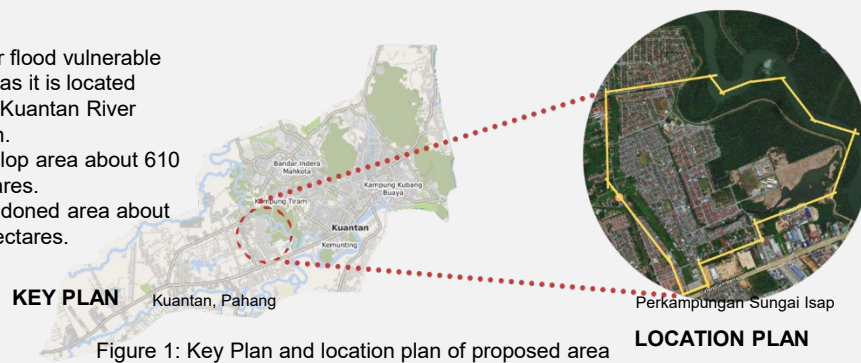 r flood vulnerable
as it is located
Kuantan River
n.
lop area about 610
ares.
doned area about
ectares.
Bandar Indera
Mahkota
Kampung Tiram
Kampung Kubang
Buaya
Kuantan
Kemunting
KEY PLAN
Kuantan, Pahang
Perkampungan Sungai Isap
LOCATION PLAN
Figure 1: Key Plan and location plan of proposed area